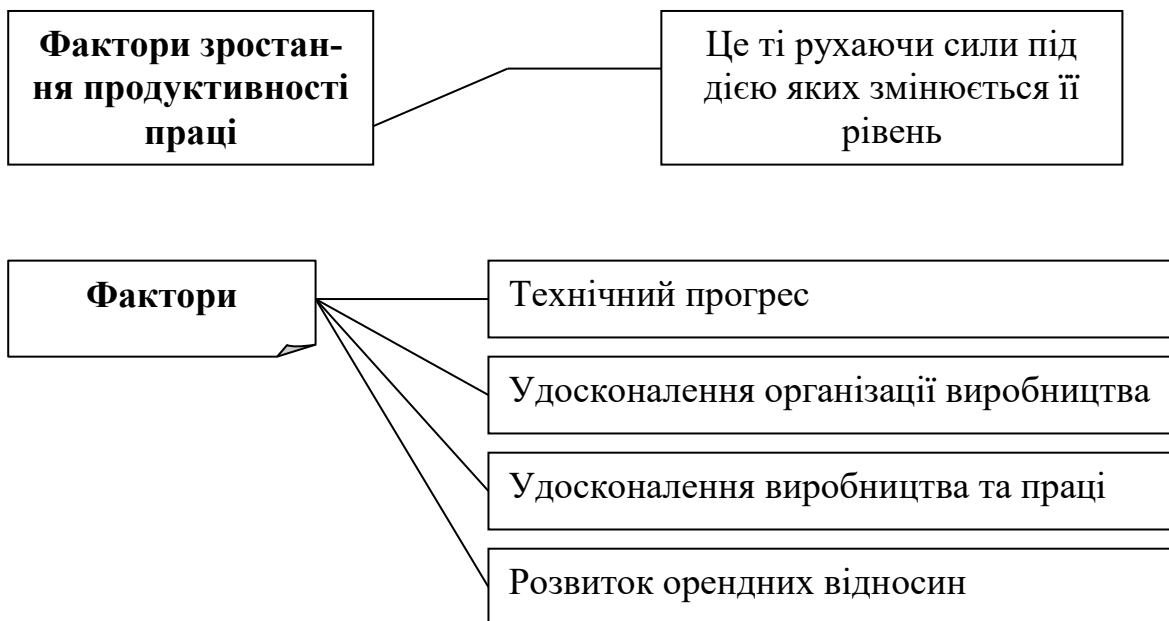 Фактори зростан-
ня продуктивності
праці
Це ті рухаючи сили під
дією яких змінюється її
рівень
Фактори
Технічний прогрес
Удосконалення організації виробництва
Удосконалення виробництва та праці
Розвиток орендних відносин